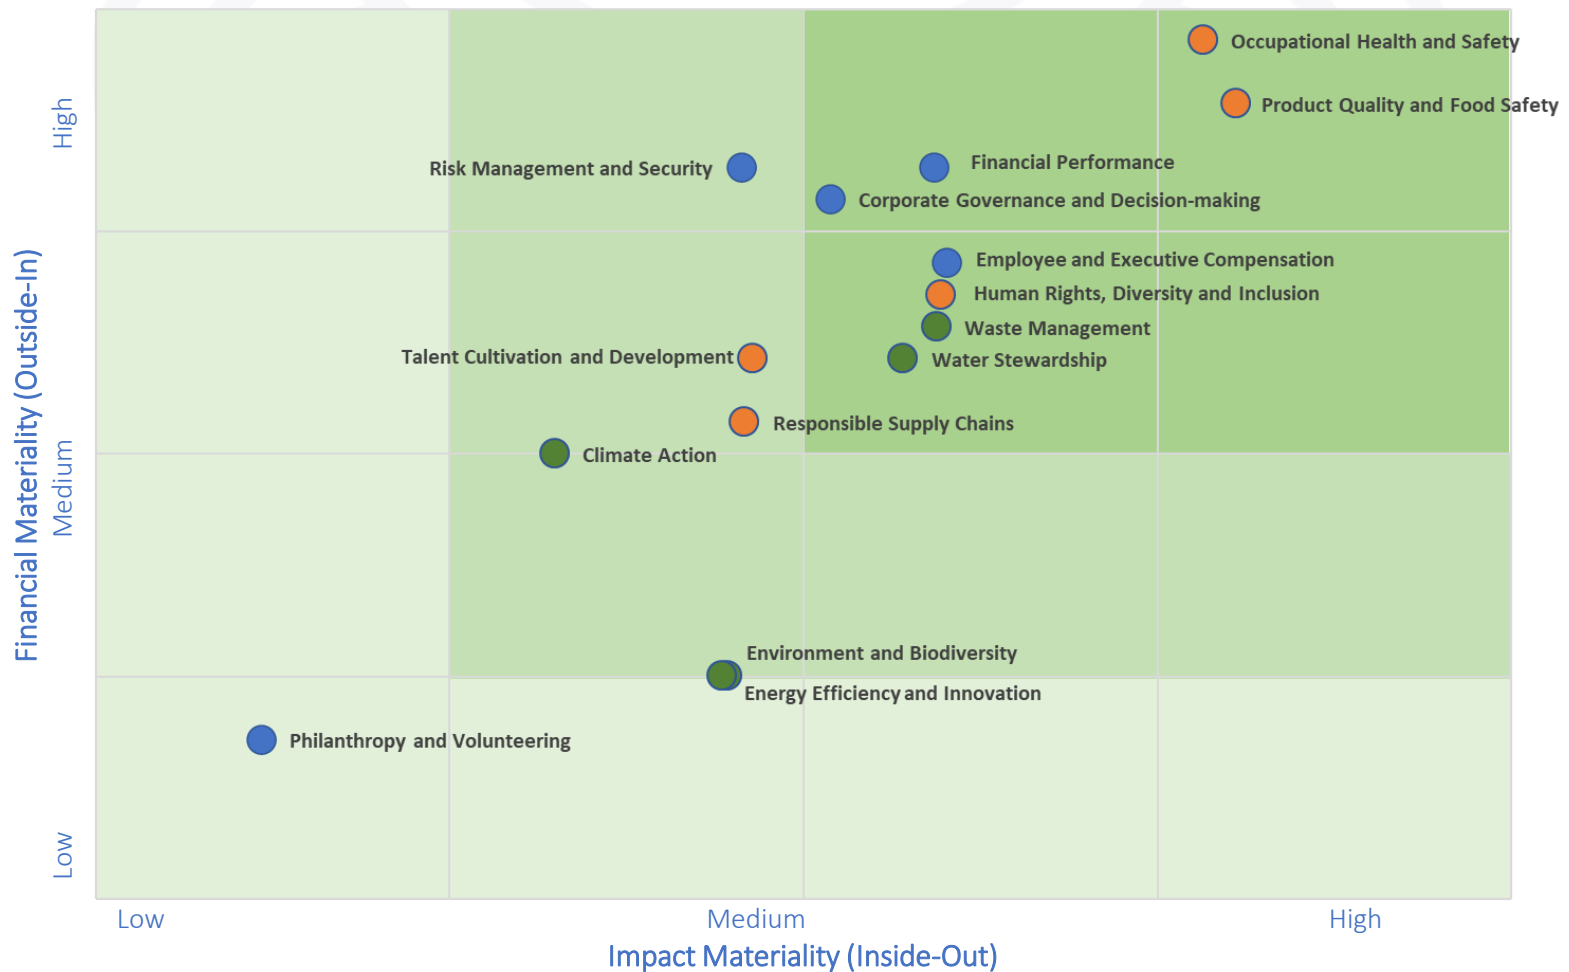 Occupational Health and Safety
Product Quality and Food Safety
High
Risk Management and Security
Financial Performance
Corporate Governance and Decision-making
Employee and Executive Compensation
Human Rights, Diversity and Inclusion
Waste Management
Talent Cultivation and Development
Water Stewardship
Responsible Supply Chains
Climate Action
Medium
Financial Materiality (Outside-In)
Environment and Biodiversity
Energy Efficiency and Innovation
Philanthropy and Volunteering
Low
Low
Medium
High
Impact Materiality (Inside-Out)